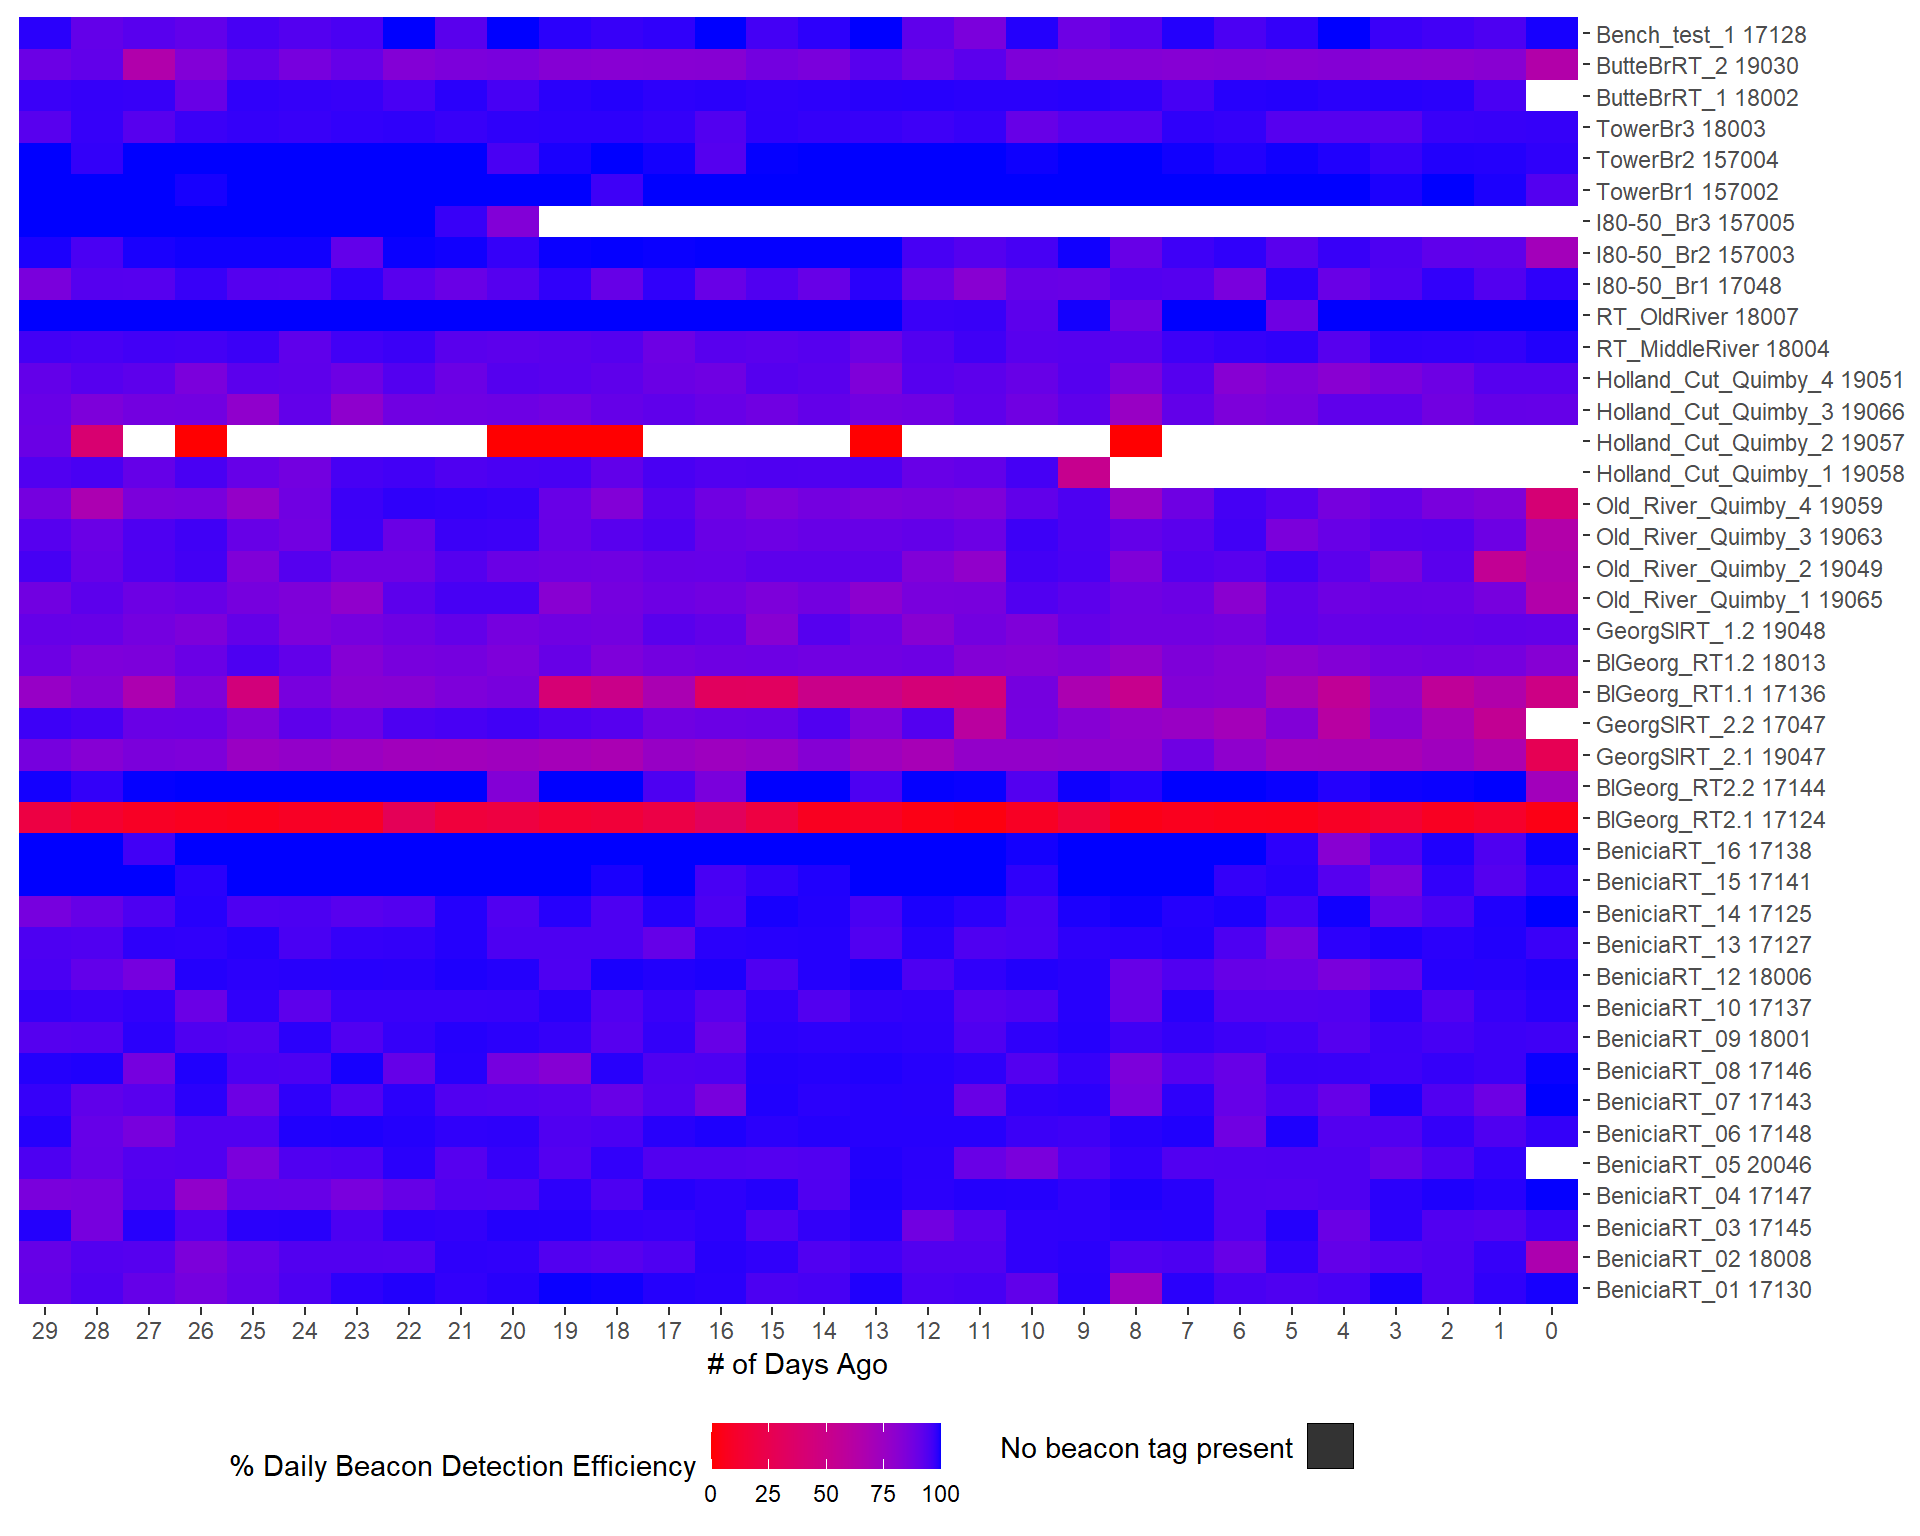 Bench_test_1 17128
ButteBrRT_2 19030
ButteBrRT_1 18002
TowerBr3 18003
TowerBr2 157004
TowerBr1 157002
I80-50_Br3 157005
I80-50_Br2 157003
I80-50_Br1 17048
RT_OldRiver 18007
RT_MiddleRiver 18004
Holland_Cut_Quimby_4 19051
Holland_Cut_Quimby_3 19066
Holland_Cut_Quimby_2 19057
Holland_Cut_Quimby_1 19058
Old_River_Quimby_4 19059
Old_River_Quimby_3 19063
Old_River_Quimby_2 19049
Old_River_Quimby_1 19065
GeorgSlRT_1.2 19048
BlGeorg_RT1.2 18013
BlGeorg_RT1.1 17136
GeorgSlRT_2.2 17047
GeorgSlRT_2.1 19047
BlGeorg_RT2.2 17144
BlGeorg_RT2.1 17124
BeniciaRT_16 17138
BeniciaRT_15 17141
BeniciaRT_14 17125
BeniciaRT_13 17127
BeniciaRT_12 18006
BeniciaRT_10 17137
BeniciaRT_09 18001
BeniciaRT_08 17146
BeniciaRT_07 17143
BeniciaRT_06 17148
BeniciaRT_05 20046
BeniciaRT_04 17147
BeniciaRT_03 17145
BeniciaRT_02 18008
BeniciaRT_01 17130
29 28 27 26 25 24 23 22 21 20 19 18 17 16 15 14 13 12 11 10 9 8 7 6 5 4 3 2 1 0
# of Days Ago
% Daily Beacon Detection Efficiency
0 25 50 75 100
No beacon tag present